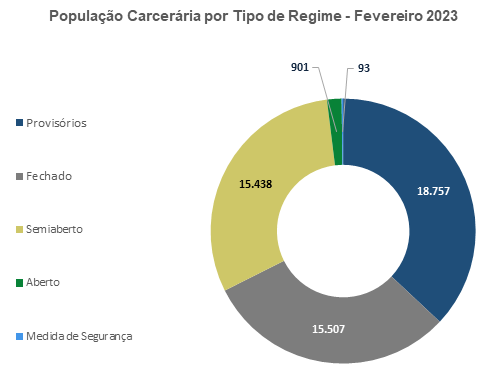 População Carcerária por Tipo de Regime - Fevereiro 2023
901
93
Provisórios
Fechado
Semiaberto
Aberto
Medida de Segurança
15.438
18.757
15.507